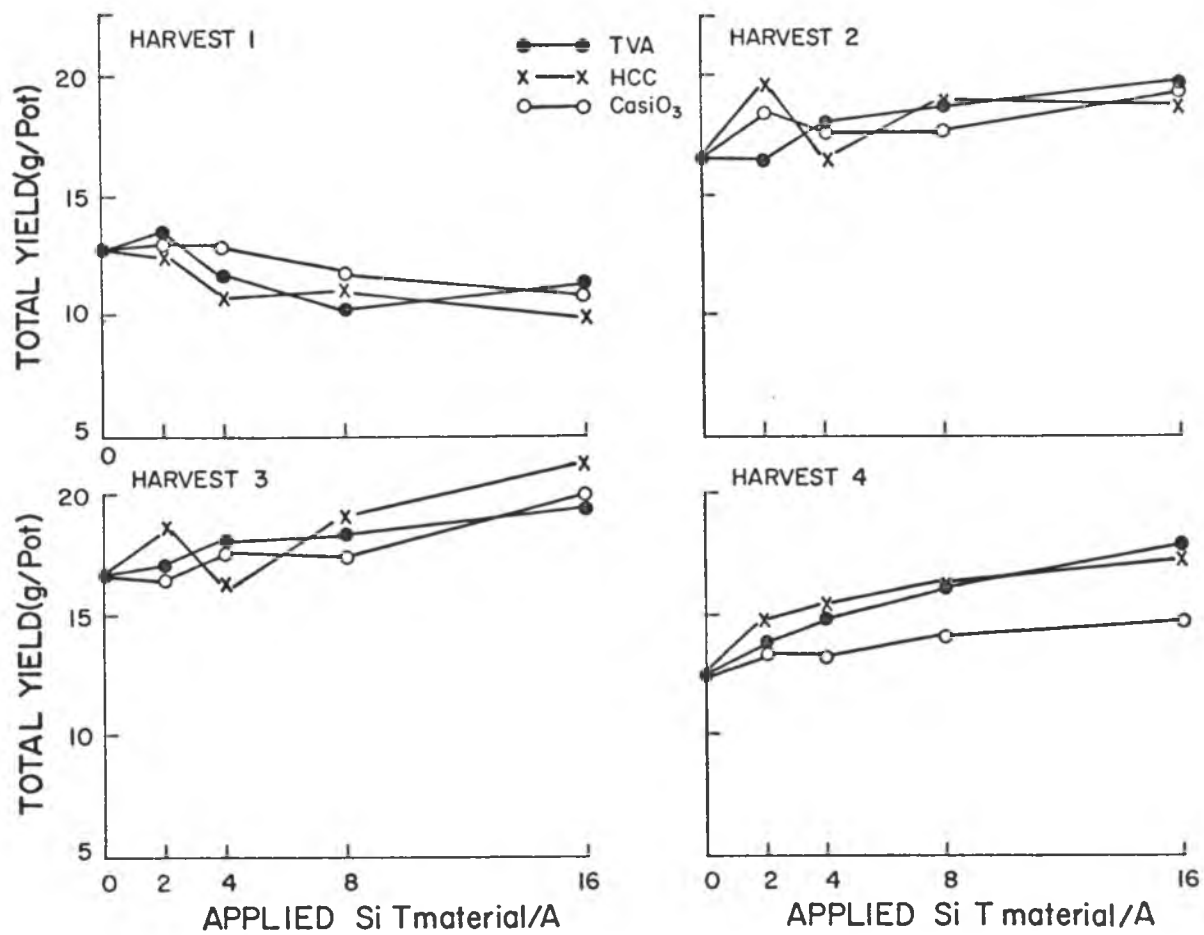 HARVEST 1
TVA
HCC
CasiO3
20
15
10
5
0
TOTAL YIELD(g/Pot)
HARVEST 2
HARVEST 3
20
15
10
5
TOTAL YIELD(g/Pot)
0 2 4 8 16
APPLIED Si Tmaterial/A
HARVEST 4
0 2 4 8 16
APPLIED Si T material/A